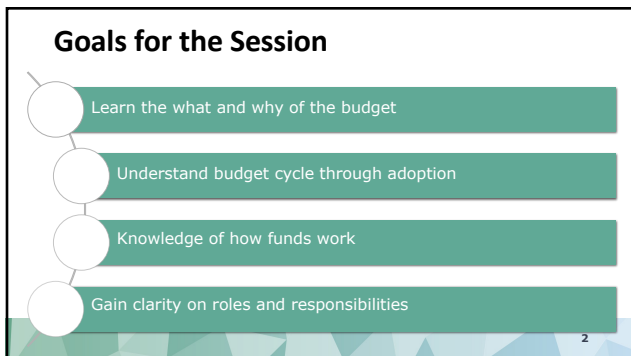 Goals for the Session
Learn the what and why of the budget
Understand budget cycle through adoption
Knowledge of how funds work
Gain clarity on roles and responsibilities
2